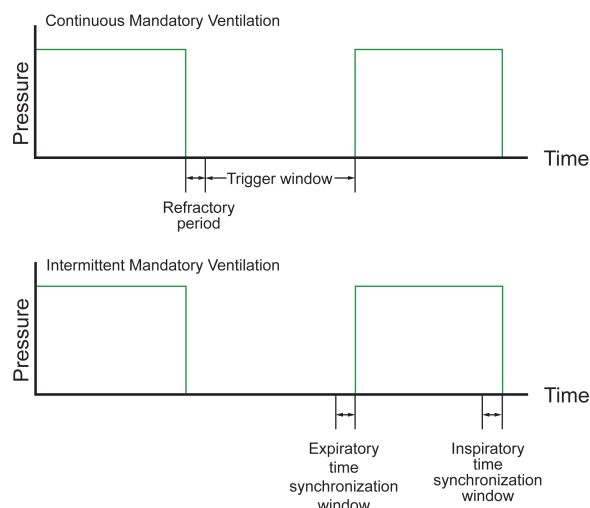 Continuous Mandatory Ventilation
Pressure
Time
Trigger window
Refractory
period
Intermittent Mandatory Ventilation
Pressure
Time
Expiratory
time
synchronization
window
Inspiratory
time
synchronization
window